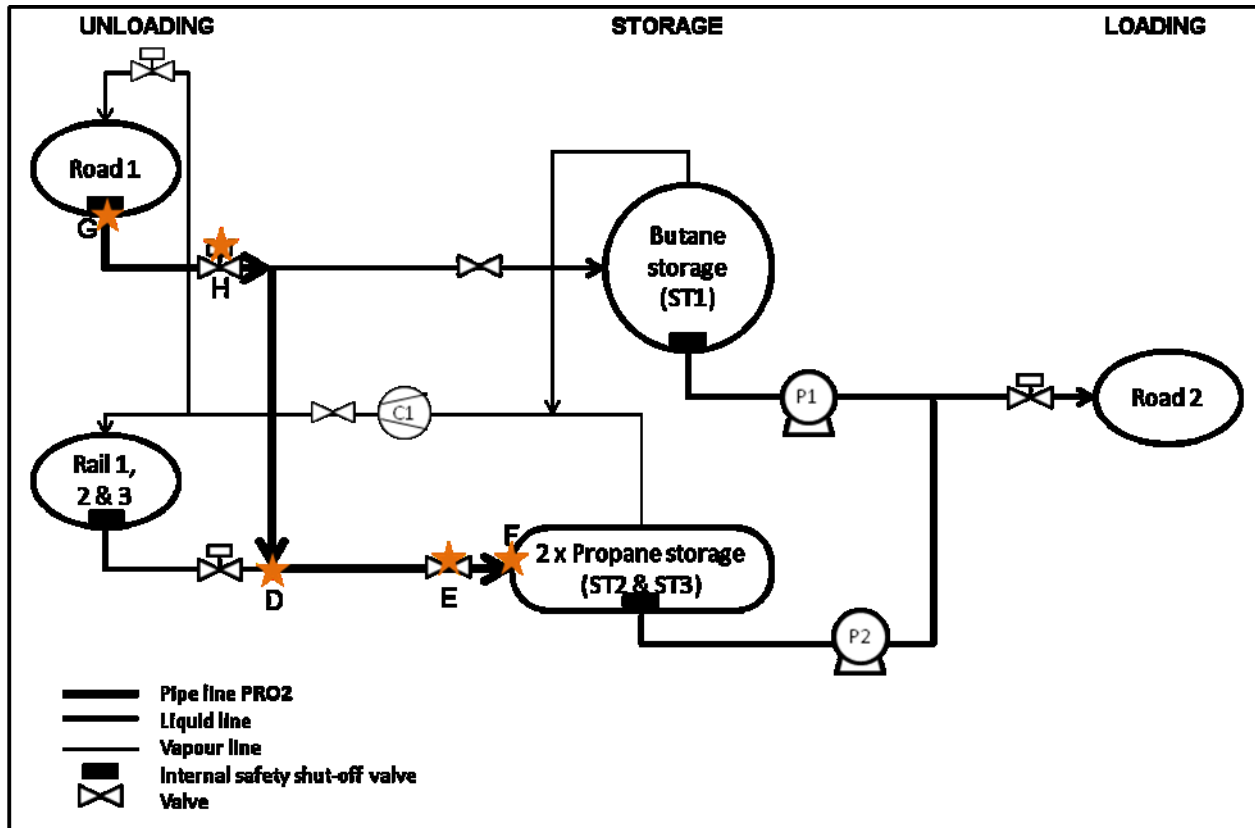 UNLOADING
STORAGE
LOADING
Road 1
G
H
Butane
storage
(ST1)
P1
Road 2
C1
Rail 1,
2 & 3
D
E
F
2 x Propane storage
(ST2 & ST3)
P2
Pipe line PRO2
Liquid line
Vapour line
Internal safety shut-off valve
Valve